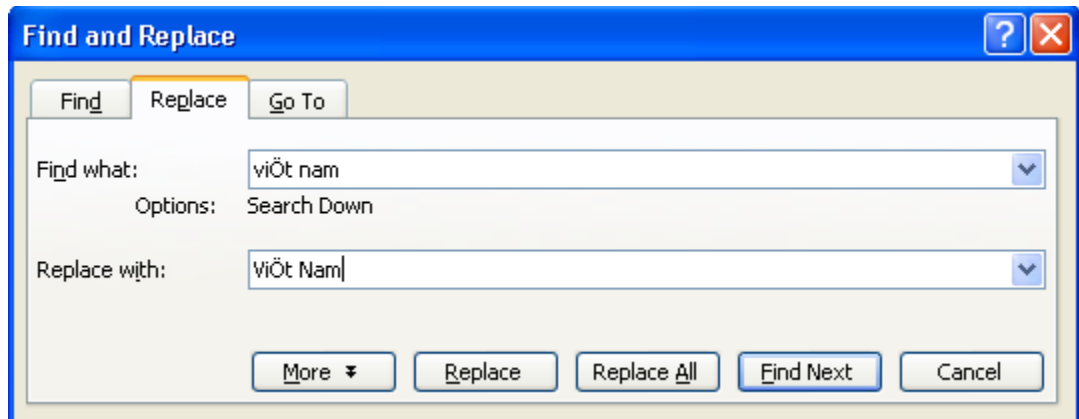 Find and Replace
Find Replace Go To
Find what: viÖt nam
Options: Search Down
Replace with: ViÖt Nam
More Replace Replace All Find Next Cancel